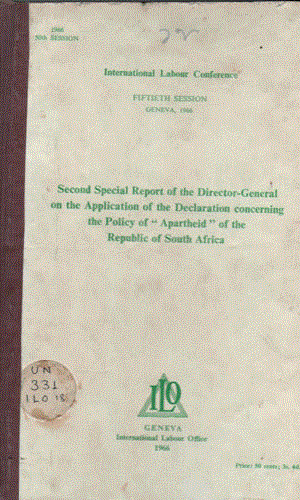 1966
50th SESSION
International Labour Conference
FIFTIETH SESSION
GENEVA, 1966
Second Special Report of the Director-General
on the Application of the Declaration concerning
the Policy of “ Apartheid ” of the
Republic of South Africa
UN
331
ILO
ILO
GENEVA
International Labour Office
1966
Price: 50 cents; 3s. 6d.